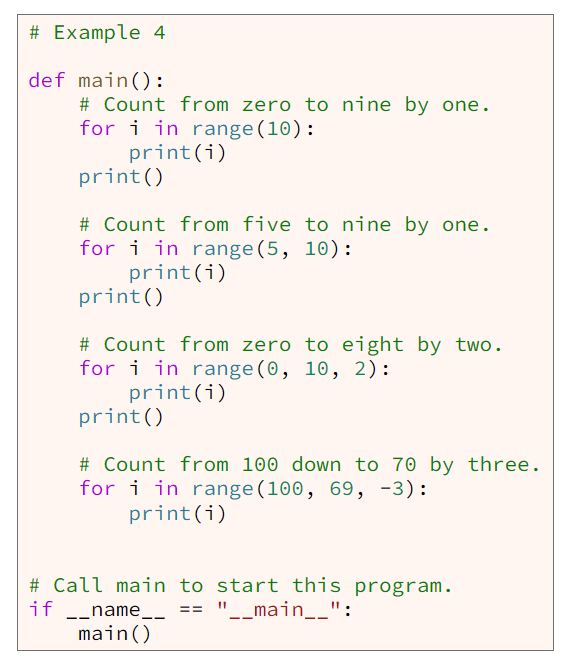 # Example 4

def main():
    # Count from zero to nine by one.
    for i in range(10):
        print(i)
    print()

    # Count from five to nine by one.
    for i in range(5, 10):
        print(i)
    print()

    # Count from zero to eight by two.
    for i in range(0, 10, 2):
        print(i)
    print()

    # Count from 100 down to 70 by three.
    for i in range(100, 69, -3):
        print(i)


# Call main to start this program.
if __name__ == "__main__":
    main()